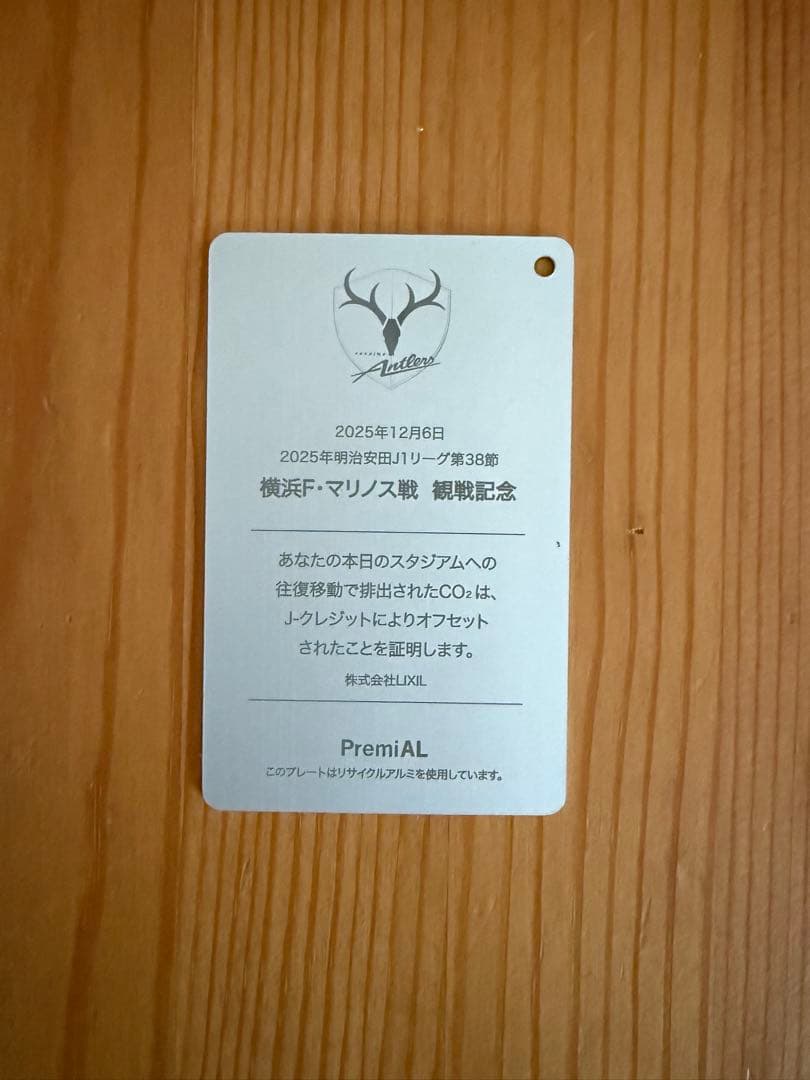 KASHIMA
Antlers
2025年12月6日
2025年明治安田J1リーグ第38節
横浜F・マリノス戦 観戦記念
あなたの本日のスタジアムへの
往復移動で排出されたCO₂は、
J-クレジットによりオフセット
されたことを証明します。
株式会社LIXIL
PremiAL
このプレートはリサイクルアルミを使用しています。